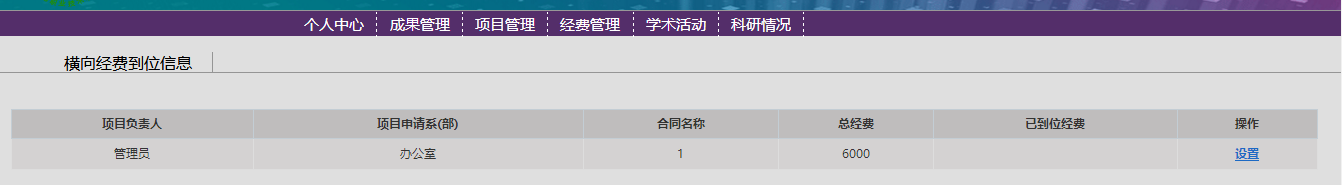 个人中心 成果管理 项目管理 经费管理 学术活动 科研情况
横向经费到位信息
项目负责人 项目申请系(部) 合同名称 总经费 已到位经费 操作
管理员 办公室 1 6000 设置